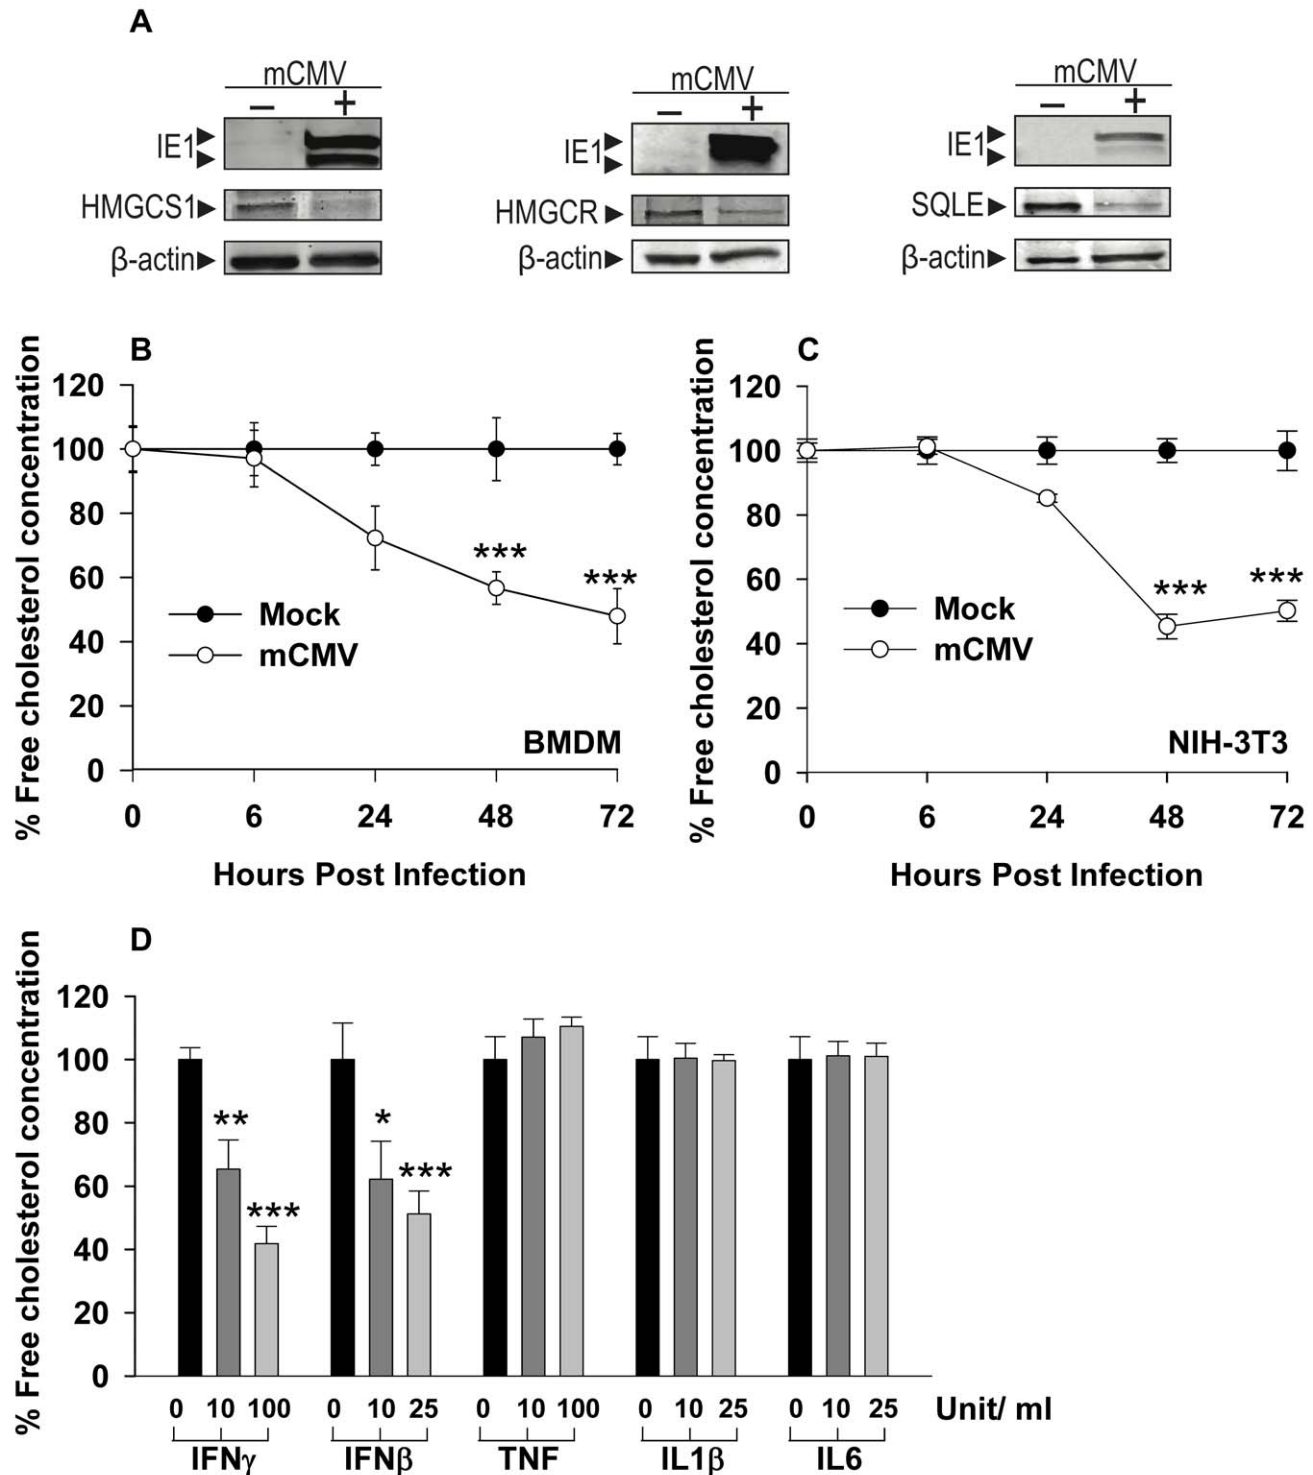 A
mCMV
− +
IE1
HMGCS1
β-actin
mCMV
− +
IE1
HMGCR
β-actin
mCMV
− +
IE1
SQLE
β-actin
B
% Free cholesterol concentration
120
100
80
60
40
20
0
*** ***
Mock
mCMV
BMDM
0 6 24 48 72
Hours Post Infection
C
% Free cholesterol concentration
120
100
80
60
40
20
0
*** ***
Mock
mCMV
NIH-3T3
0 6 24 48 72
Hours Post Infection
D
% Free cholesterol concentration
120
100
80
60
40
20
0
** *** * ***
0 10 100 0 10 25 0 10 100 0 10 25 0 10 25 Unit/ ml
IFNγ IFNβ TNF IL1β IL6